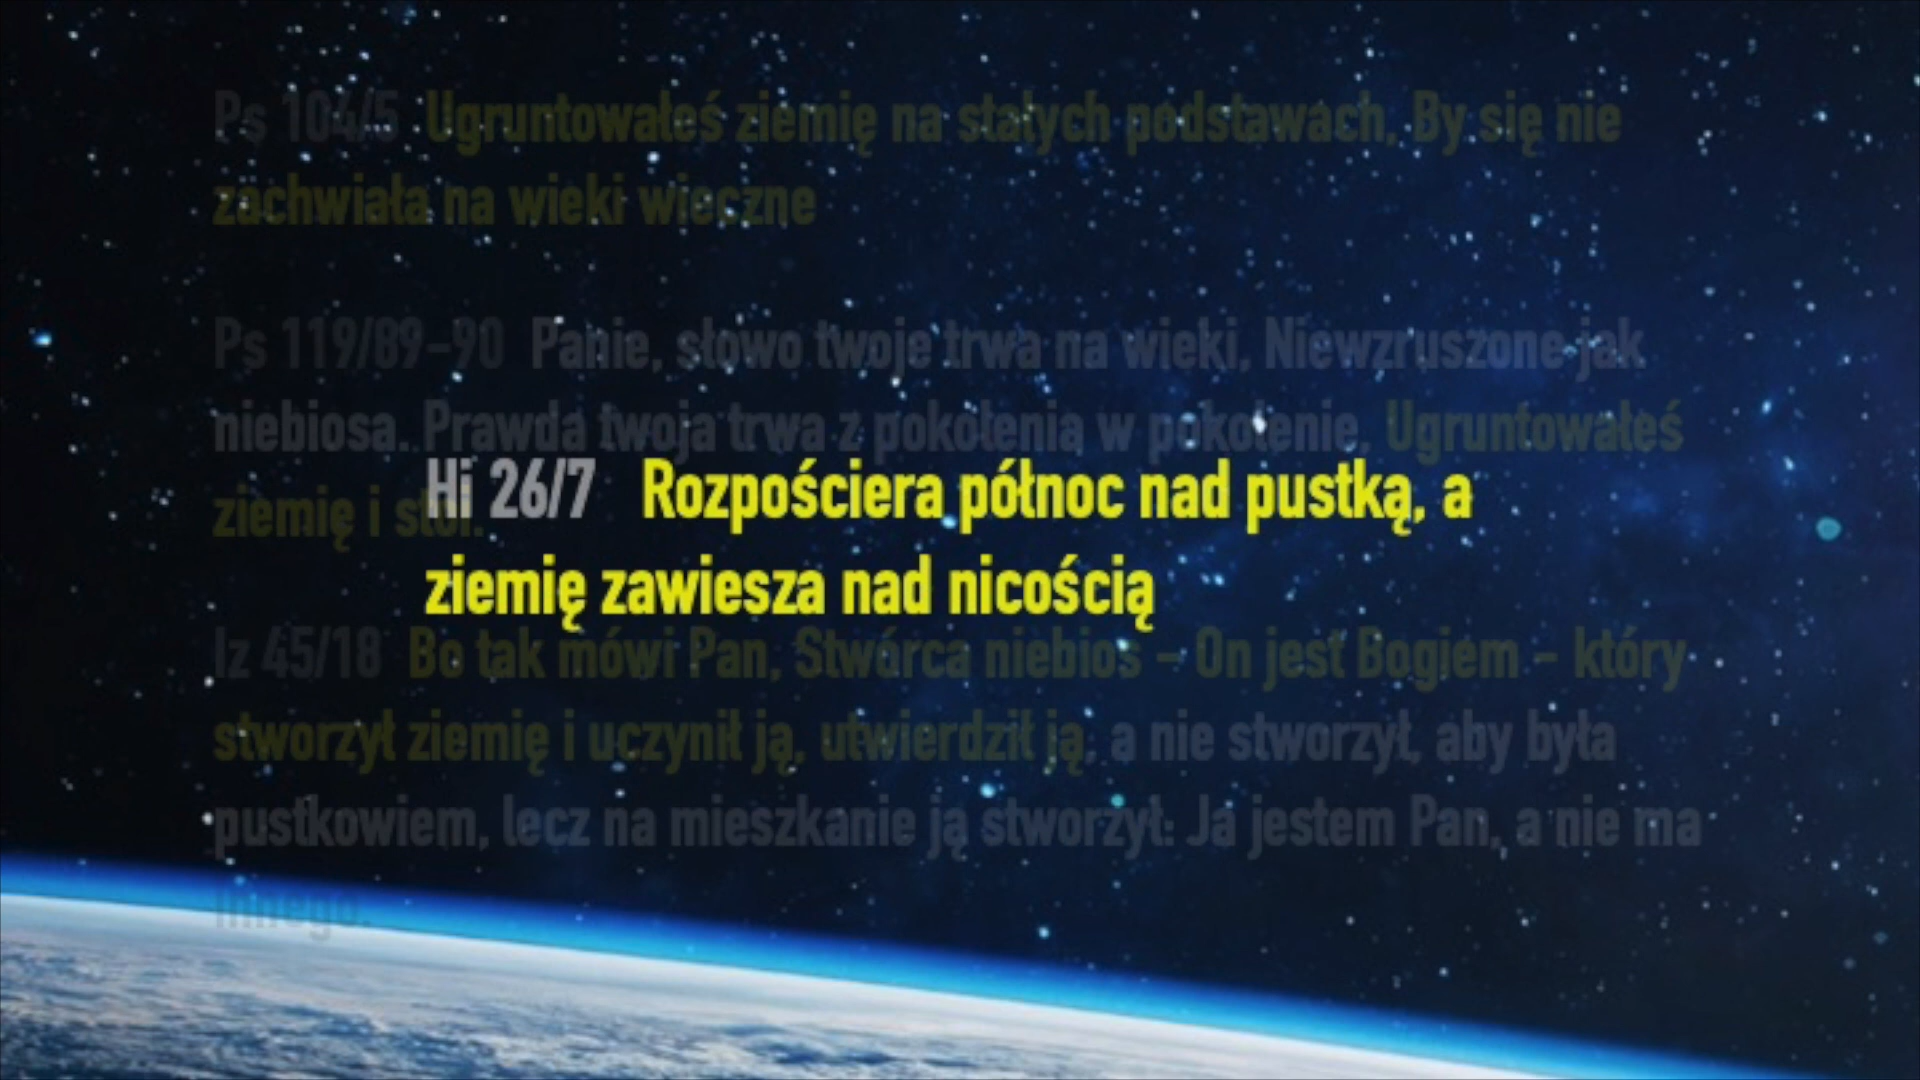 Ps 104/5 Ugruntowałeś ziemię na stałych podstawach, By się nie
zachwiała na wieki wieczne
Ps 119/89-90 Panie, słowo twoje trwa na wieki, Niewzruszone jak
niebiosa. Prawda twoja trwa z pokolenia w pokolenie, Ugruntowałeś
ziemię i stoi.
Hi 26/7 Rozpościera północ nad pustką, a
ziemię zawiesza nad nicością
Iz 45/18 Bo tak mówi Pan, Stwórca niebios – On jest Bogiem – który
stworzył ziemię i uczynił ją, utwierdził ją, a nie stworzył, aby była
pustkowiem, lecz na mieszkanie ją stworzył: Ja jestem Pan, a nie ma
innego.